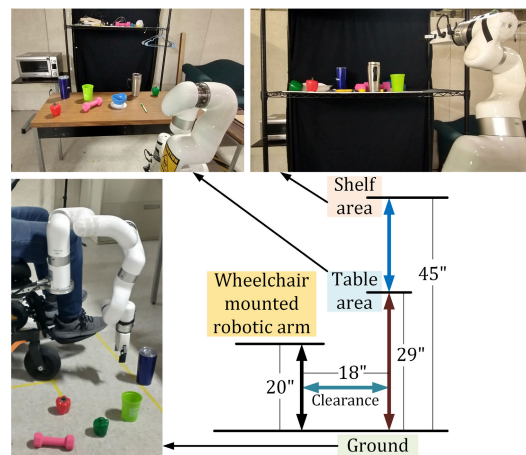 Shelf
area
Wheelchair
mounted
robotic arm
Table
area
45"
29"
18"
20"
Clearance
Ground